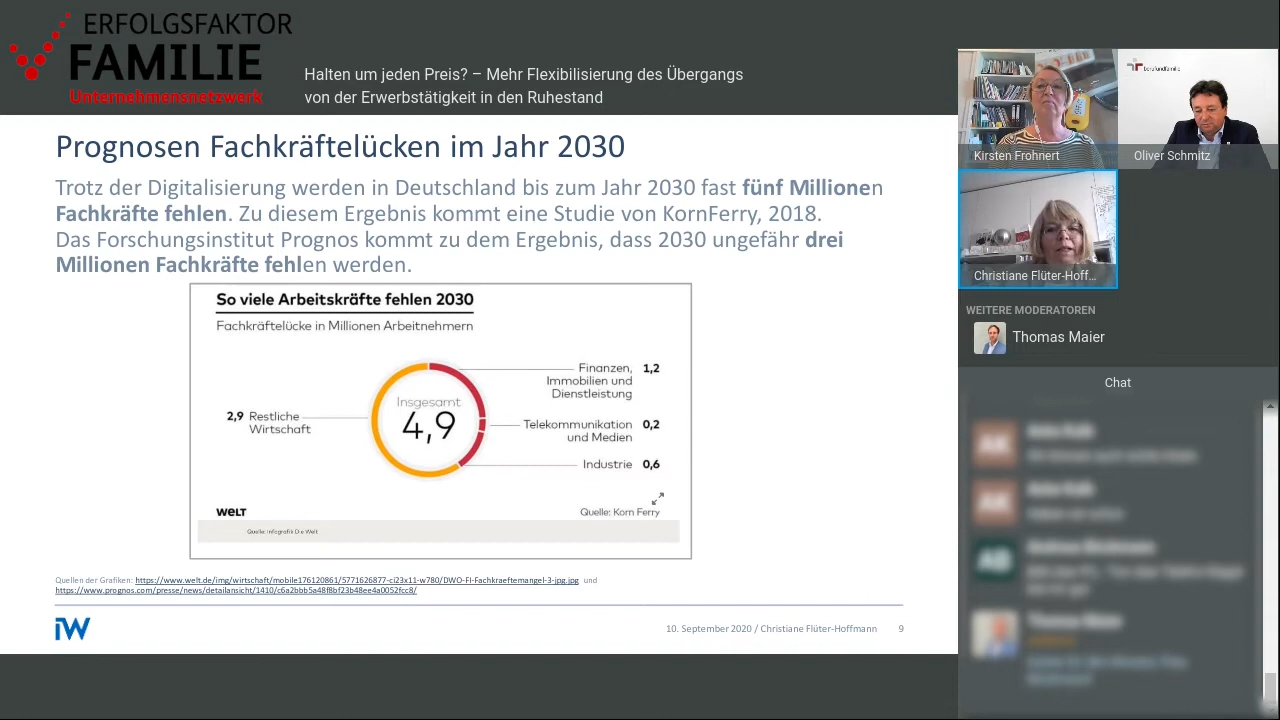 ERFOLGSFAKTOR
FAMILIE
Unternehmensnetzwerk
Halten um jeden Preis? – Mehr Flexibilisierung des Übergangs
von der Erwerbstätigkeit in den Ruhestand
Prognosen Fachkräftelücken im Jahr 2030
Trotz der Digitalisierung werden in Deutschland bis zum Jahr 2030 fast fünf Millionen
Fachkräfte fehlen. Zu diesem Ergebnis kommt eine Studie von KornFerry, 2018.
Das Forschungsinstitut Prognos kommt zu dem Ergebnis, dass 2030 ungefähr drei
Millionen Fachkräfte fehlen werden.
So viele Arbeitskräfte fehlen 2030
Fachkräftelücke in Millionen Arbeitnehmern
2,9 Restliche
Wirtschaft
Insgesamt
4,9
Finanzen, 1,2
Immobilien und
Dienstleistung
Telekommunikation 0,2
und Medien
Industrie 0,6
WELT
Quelle: Korn Ferry
Quelle: Infografik Die Welt
Quellen der Grafiken: https://www.welt.de/img/wirtschaft/mobile176120861/5771626877-ci23x11-w780/DWO-FI-Fachkraeftemangel-3-jpg.jpg und
https://www.prognos.com/presse/news/detailansicht/1410/c6a2bbb5a48f8bf23b48ee4a0052fcc8/
iW
10. September 2020 / Christiane Flüter-Hoffmann 9
Kirsten Frohnert
berufundfamilie
Oliver Schmitz
Christiane Flüter-Hoff...
WEITERE MODERATOREN
Thomas Maier
Chat